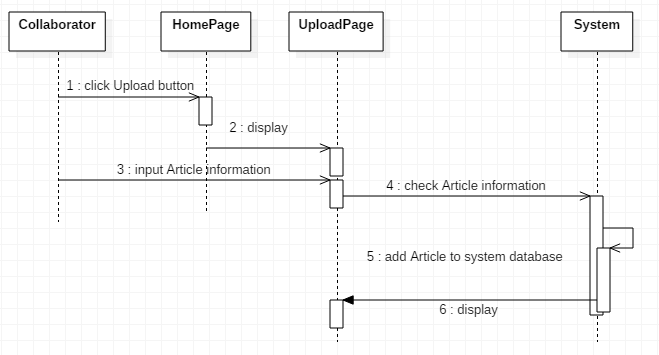 Collaborator HomePage UploadPage System
1 : click Upload button
2 : display
3 : input Article information
4 : check Article information
5 : add Article to system database
6 : display